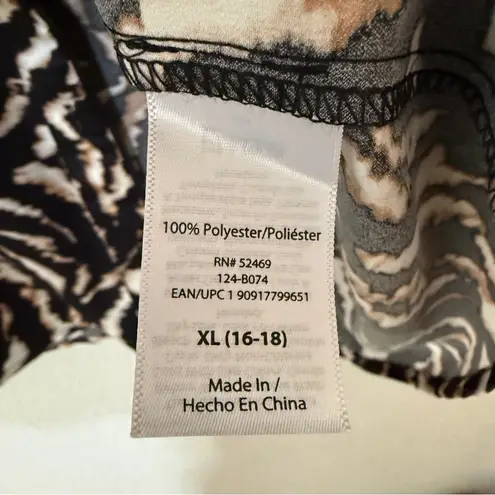 100% Polyester/Poliéster
RN# 52469
124-B074
EAN/UPC 1 90917799651
XL (16-18)
Made In /
Hecho En China